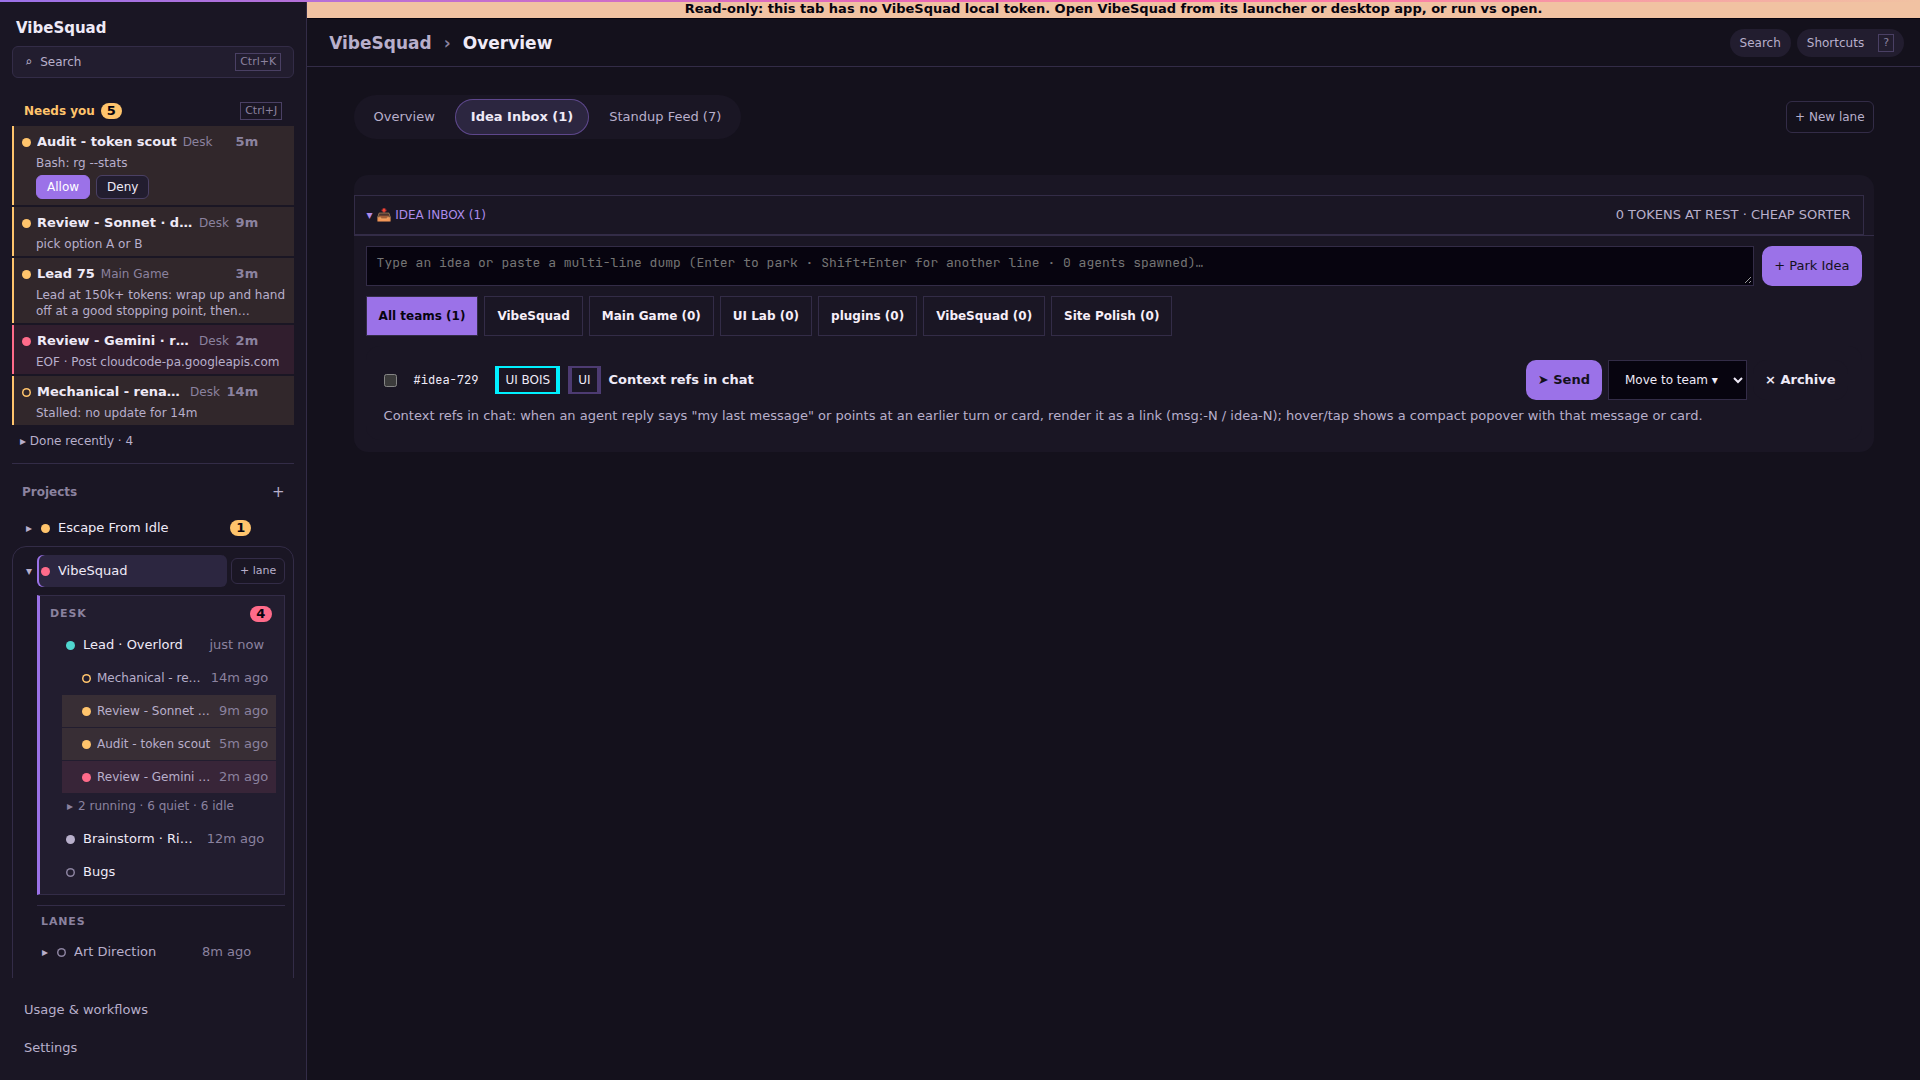 Read-only: this tab has no VibeSquad local token. Open VibeSquad from its launcher or desktop app, or run vs open.
VibeSquad
Search Ctrl+K
Needs you 5 Ctrl+J
Audit - token scout Desk 5m
Bash: rg --stats
Allow Deny
Review - Sonnet · d… Desk 9m
pick option A or B
Lead 75 Main Game 3m
Lead at 150k+ tokens: wrap up and hand
off at a good stopping point, then…
Review - Gemini · r… Desk 2m
EOF · Post cloudcode-pa.googleapis.com
Mechanical - rena… Desk 14m
Stalled: no update for 14m
▸ Done recently · 4
Projects +
▸ Escape From Idle 1
▾ VibeSquad + lane
DESK 4
Lead · Overlord just now
Mechanical - re… 14m ago
Review - Sonnet … 9m ago
Audit - token scout 5m ago
Review - Gemini … 2m ago
▸ 2 running · 6 quiet · 6 idle
Brainstorm · Ri… 12m ago
Bugs
LANES
▸ Art Direction 8m ago
Usage & workflows
Settings
VibeSquad › Overview
Search Shortcuts ?
Overview Idea Inbox (1) Standup Feed (7)
+ New lane
▾ 📥 IDEA INBOX (1) 0 TOKENS AT REST · CHEAP SORTER
Type an idea or paste a multi-line dump (Enter to park · Shift+Enter for another line · 0 agents spawned)…
+ Park Idea
All teams (1) VibeSquad Main Game (0) UI Lab (0) plugins (0) VibeSquad (0) Site Polish (0)
#idea-729 UI BOIS UI Context refs in chat ➤ Send Move to team ▾ × Archive
Context refs in chat: when an agent reply says "my last message" or points at an earlier turn or card, render it as a link (msg:-N / idea-N); hover/tap shows a compact popover with that message or card.